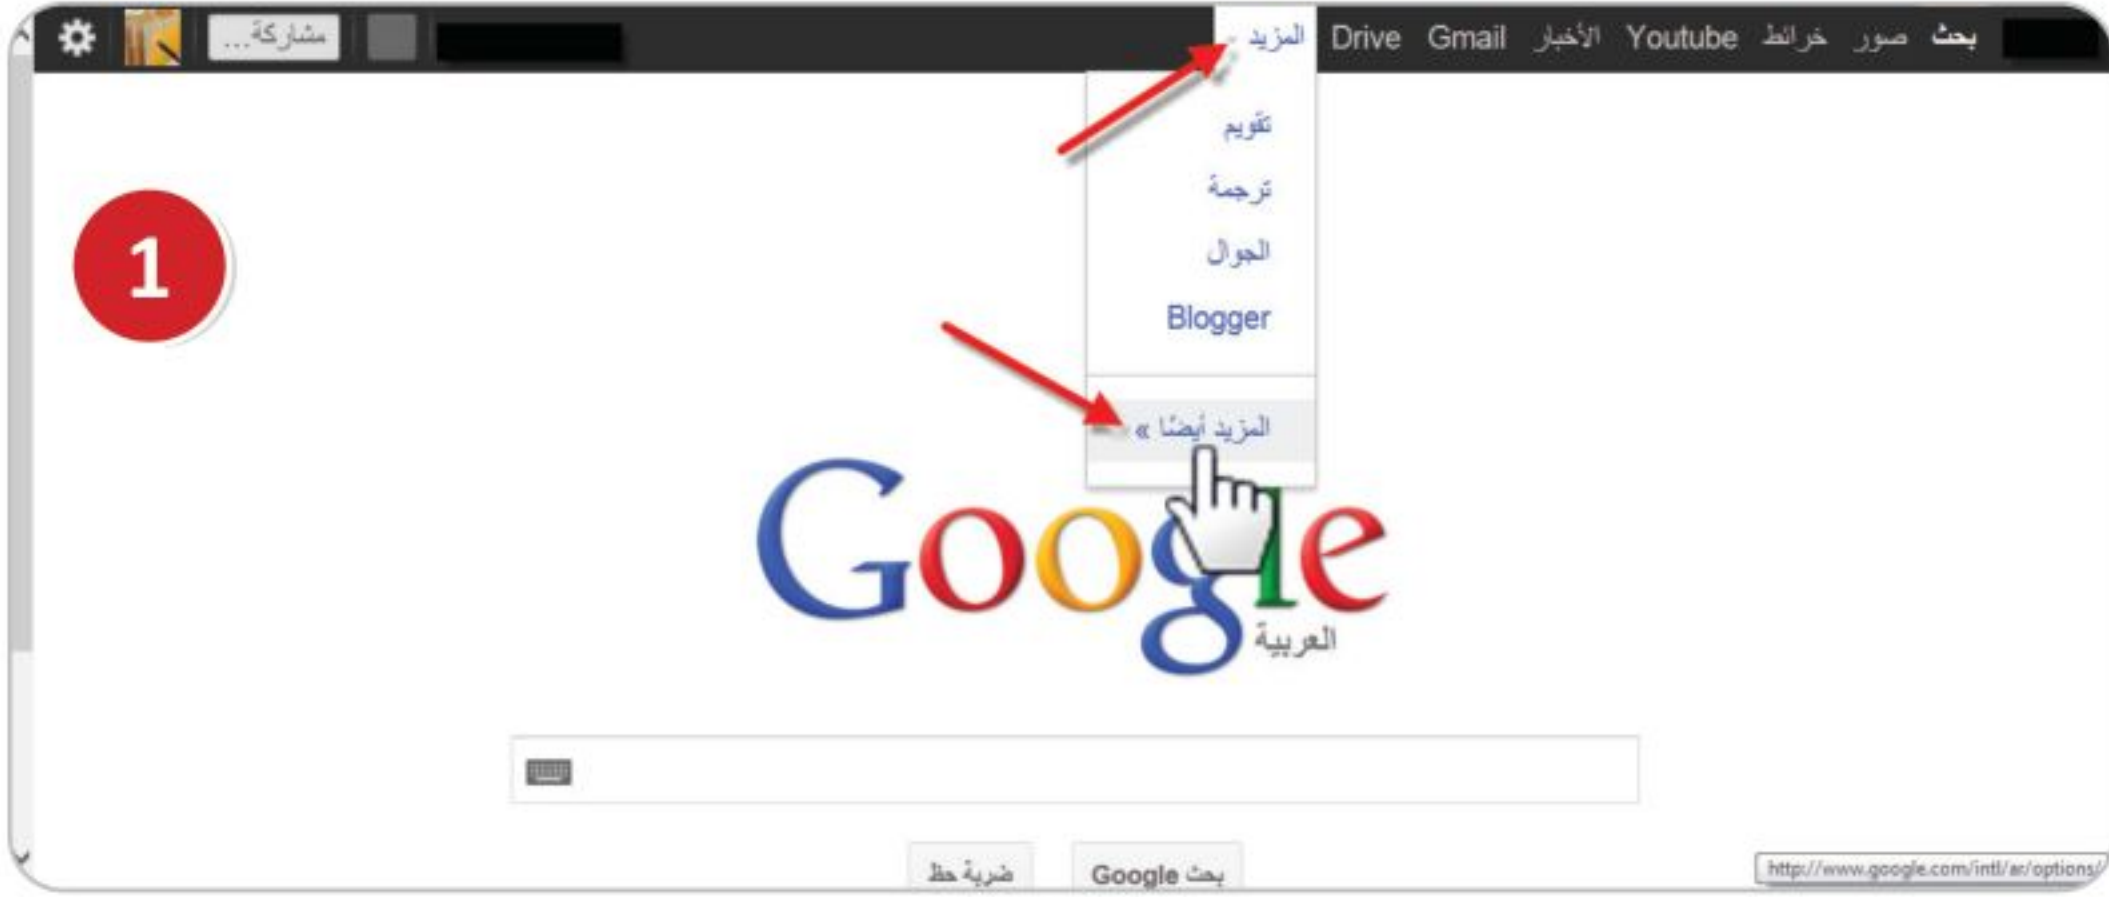 بحث صور خرائط Youtube الأخبار Gmail Drive المزيد
مشاركة...
تقويم
ترجمة
الجوال
Blogger
المزيد أيضًا »
1
Google
العربية
بحث Google ضربة حظ
http://www.google.com/intl/ar/options/